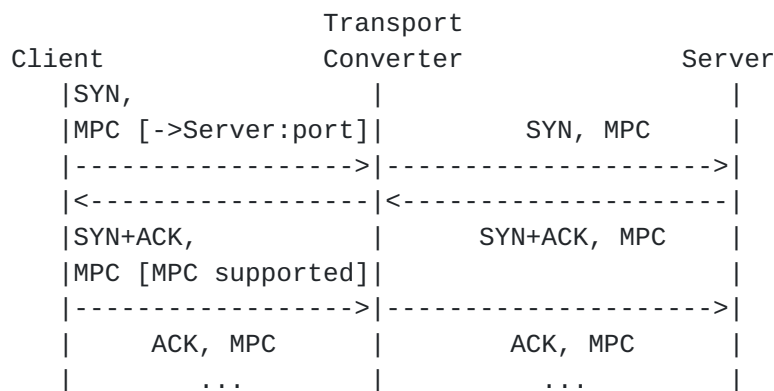 Transport
Client              Converter              Server
   |SYN,               |                      |
   |MPC [->Server:port]|         SYN, MPC     |
   |------------------>|--------------------->|
   |<------------------|<---------------------|
   |SYN+ACK,           |      SYN+ACK, MPC    |
   |MPC [MPC supported]|                      |
   |------------------>|--------------------->|
   |     ACK, MPC      |        ACK, MPC      |
   |        ...        |          ...         |